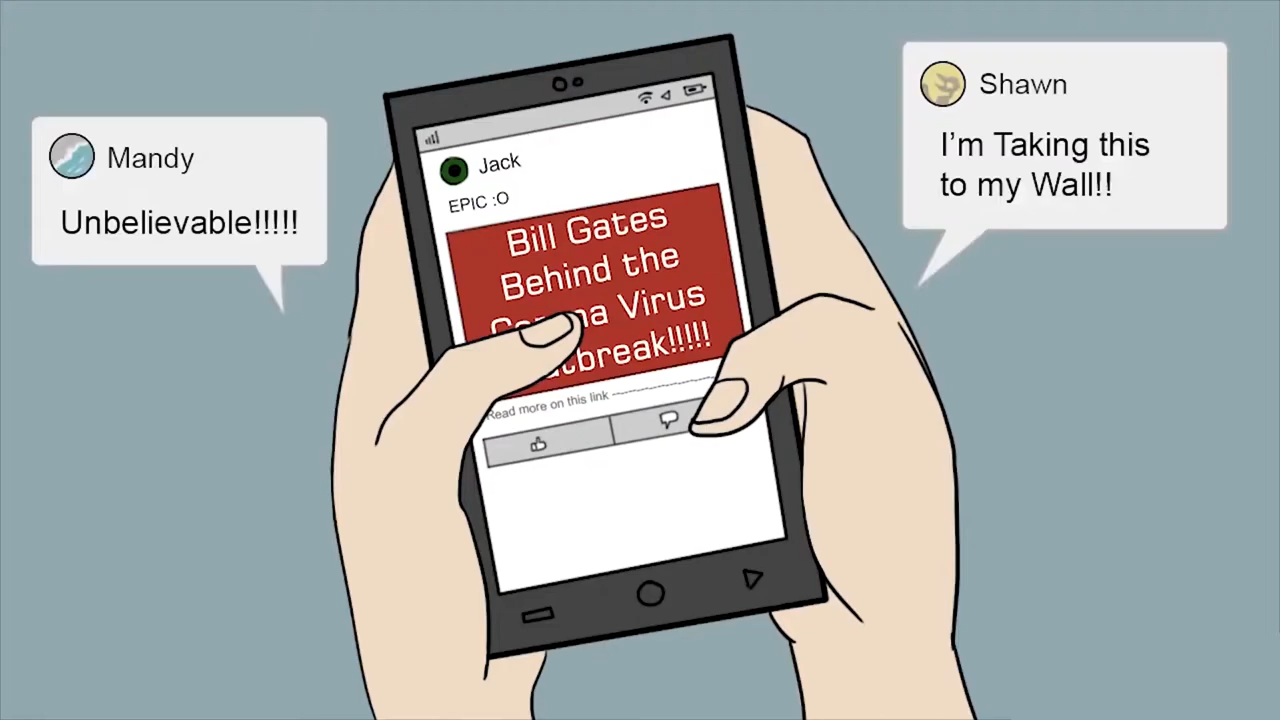 Mandy
Unbelievable!!!!!
Shawn
I'm Taking this
to my Wall!!
Jack
EPIC :O
Bill Gates
Behind the
Virus
Read more on this link